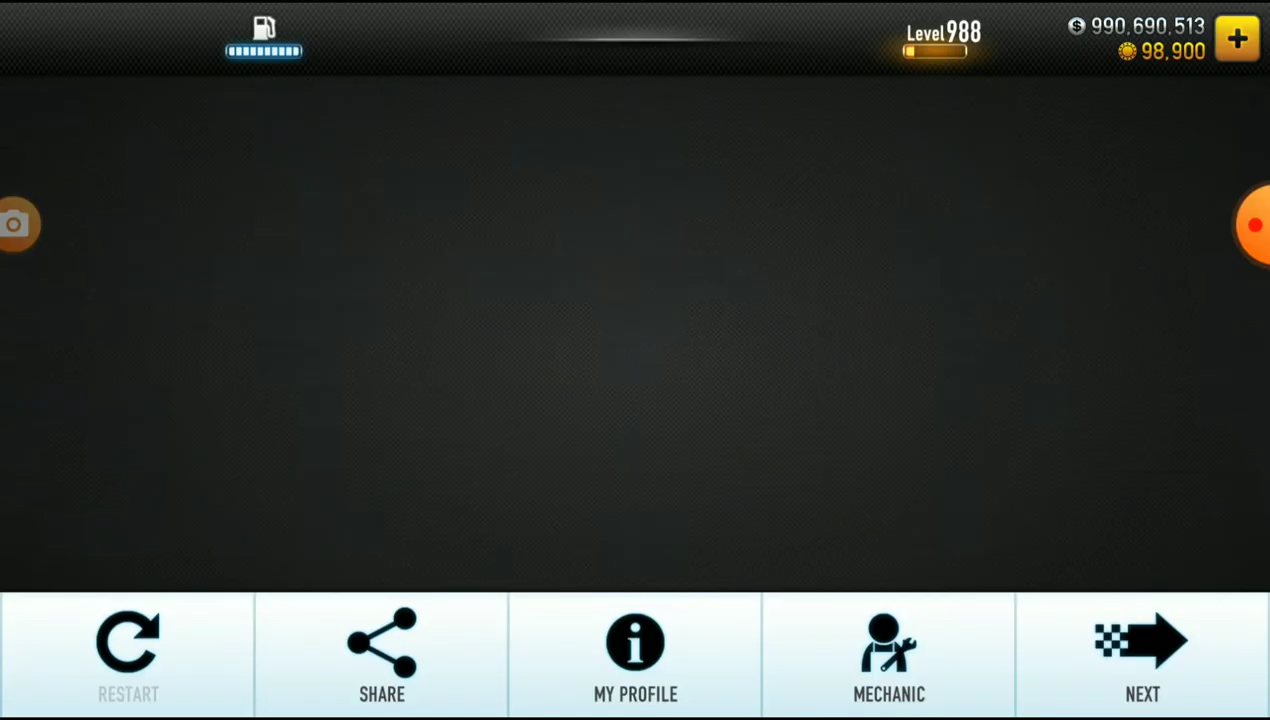 Level 988
990,690,513
98,900
RESTART
SHARE
MY PROFILE
MECHANIC
NEXT